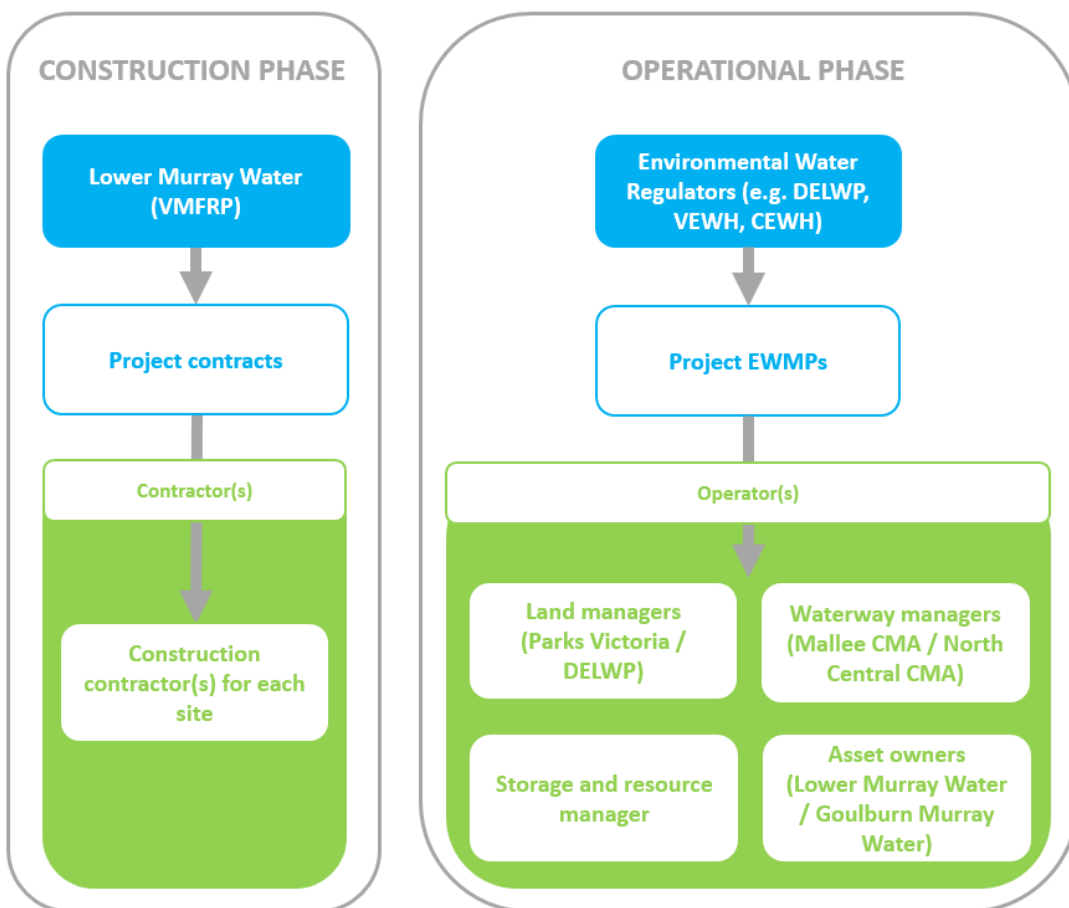 CONSTRUCTION PHASE
Lower Murray Water
(VMFRP)
Project contracts
Contractor(s)
Construction
contractor(s) for each
site
OPERATIONAL PHASE
Environmental Water
Regulators (e.g. DELWP,
VEWH, CEWH)
Project EWMPs
Operator(s)
Land managers
(Parks Victoria /
DELWP)
Waterway managers
(Mallee CMA / North
Central CMA)
Storage and resource
manager
Asset owners
(Lower Murray Water
/ Goulburn Murray
Water)